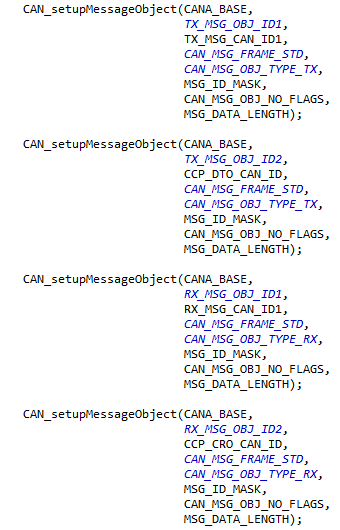 CAN_setupMessageObject(CANA_BASE,
TX_MSG_OBJ_ID1,
TX_MSG_CAN_ID1,
CAN_MSG_FRAME_STD,
CAN_MSG_OBJ_TYPE_TX,
MSG_ID_MASK,
CAN_MSG_OBJ_NO_FLAGS,
MSG_DATA_LENGTH);
CAN_setupMessageObject(CANA_BASE,
TX_MSG_OBJ_ID2,
CCP_DTO_CAN_ID,
CAN_MSG_FRAME_STD,
CAN_MSG_OBJ_TYPE_TX,
MSG_ID_MASK,
CAN_MSG_OBJ_NO_FLAGS,
MSG_DATA_LENGTH);
CAN_setupMessageObject(CANA_BASE,
RX_MSG_OBJ_ID1,
RX_MSG_CAN_ID1,
CAN_MSG_FRAME_STD,
CAN_MSG_OBJ_TYPE_RX,
MSG_ID_MASK,
CAN_MSG_OBJ_NO_FLAGS,
MSG_DATA_LENGTH);
CAN_setupMessageObject(CANA_BASE,
RX_MSG_OBJ_ID2,
CCP_CRO_CAN_ID,
CAN_MSG_FRAME_STD,
CAN_MSG_OBJ_TYPE_RX,
MSG_ID_MASK,
CAN_MSG_OBJ_NO_FLAGS,
MSG_DATA_LENGTH);